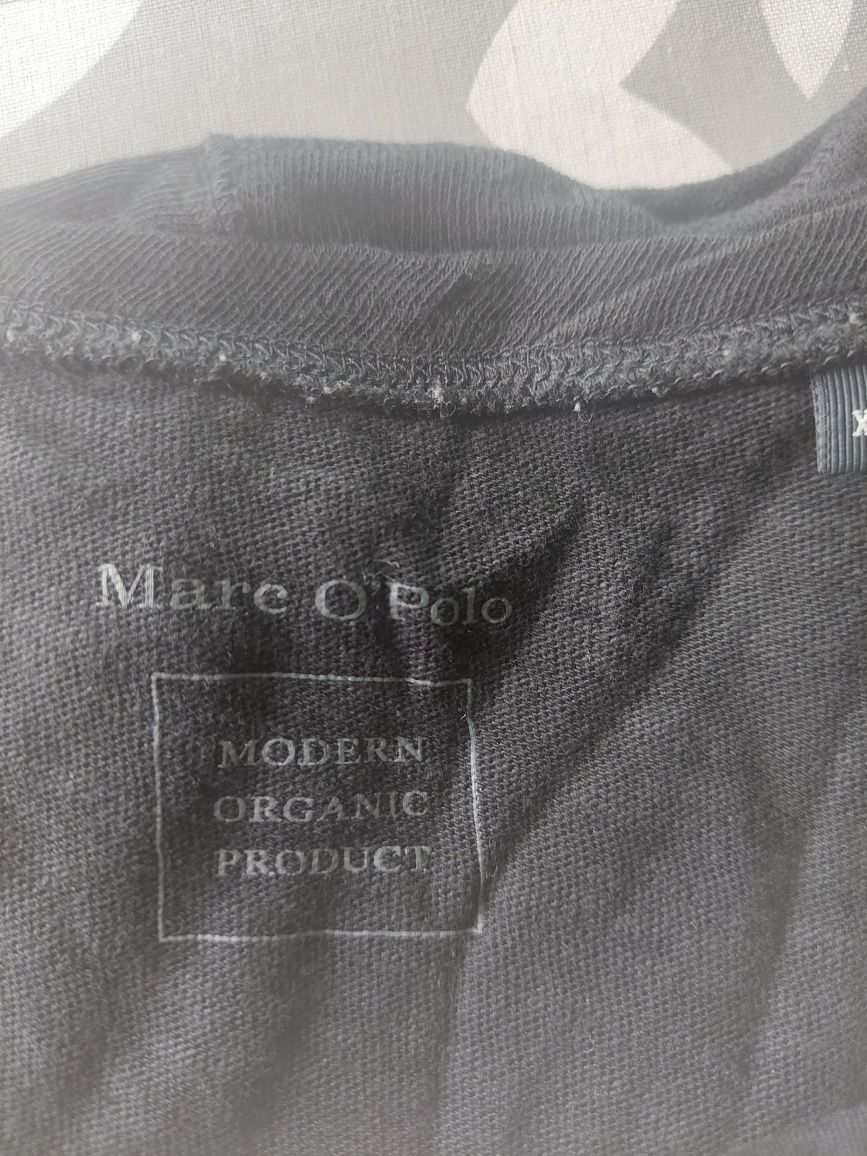 Marc O'Polo
MODERN
ORGANIC
PRODUCT